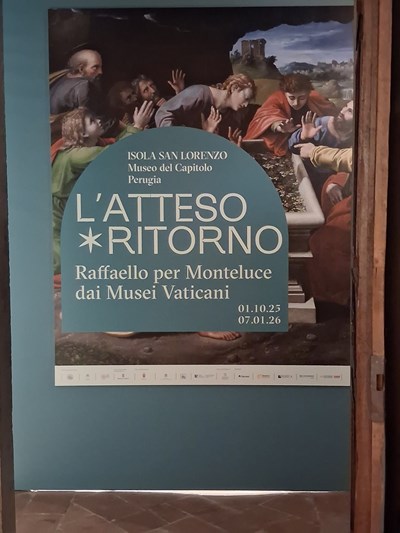 ISOLA SAN LORENZO
Museo del Capitolo
Perugia
L'ATTESO
RITORNO
Raffaello per Monteluce
dai Musei Vaticani
01.10.25
07.01.26